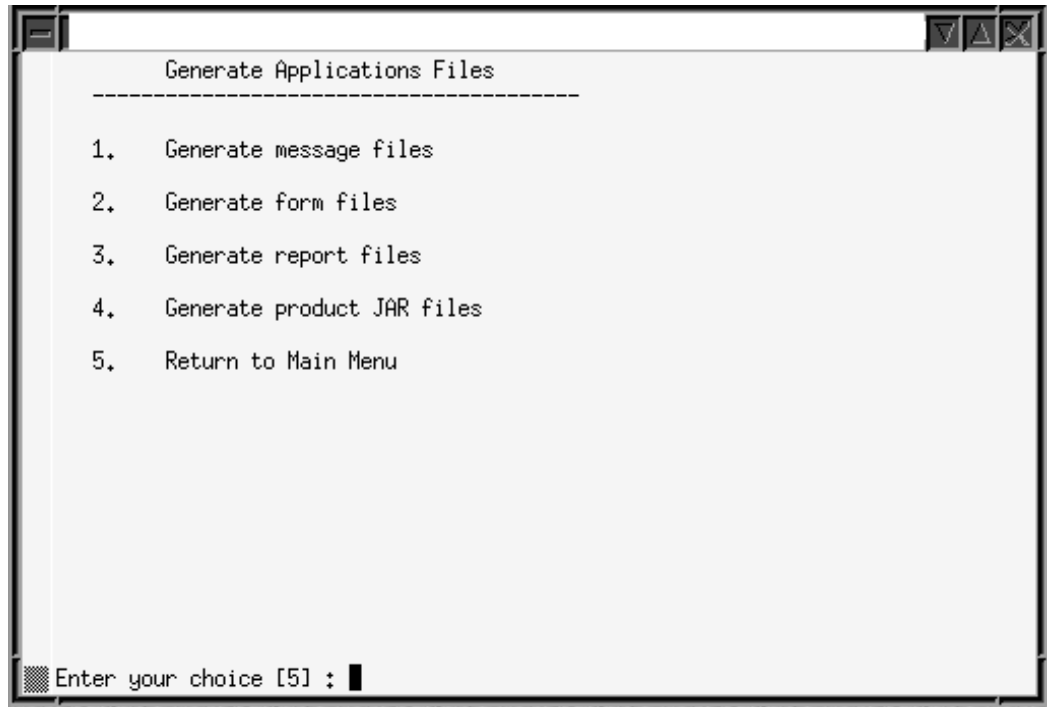 Generate Applications Files
----------------------------------------
1. Generate message files
2. Generate form files
3. Generate report files
4. Generate product JAR files
5. Return to Main Menu
Enter your choice [5] :